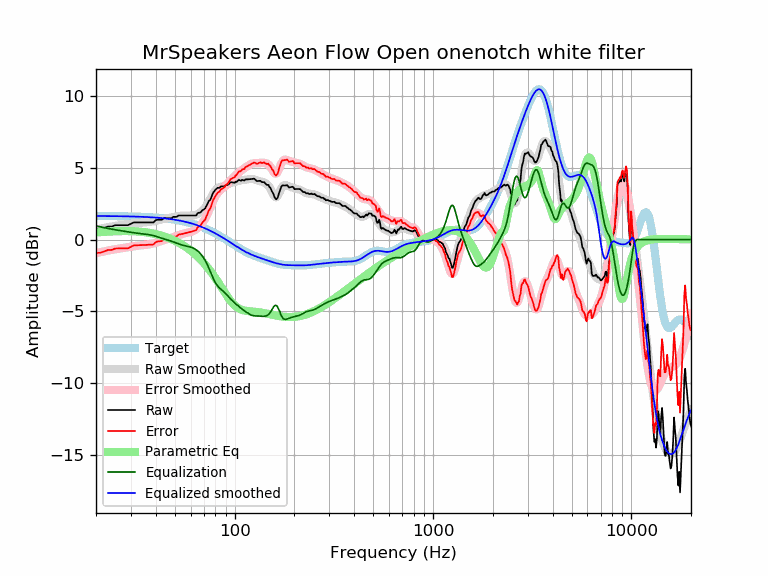 MrSpeakers Aeon Flow Open onenotch white filter
10
5
0
−5
−10
−15
Amplitude (dBr)
Target
Raw Smoothed
Error Smoothed
Raw
Error
Parametric Eq
Equalization
Equalized smoothed
100
1000
10000
Frequency (Hz)